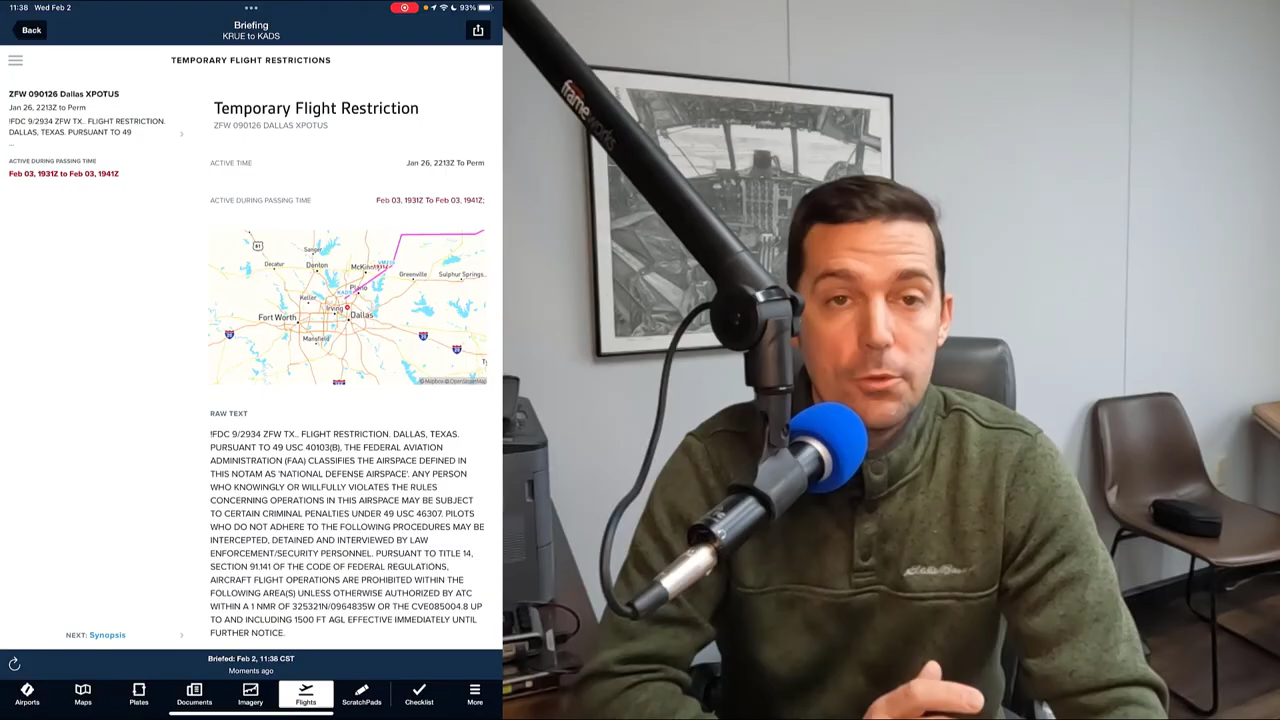 11:38 Wed Feb 2
93%
Back
Briefing
KRUE to KADS
TEMPORARY FLIGHT RESTRICTIONS
ZFW 090126 Dallas XPOTUS
Jan 26, 2213Z to Perm
!FDC 9/2934 ZFW TX.. FLIGHT RESTRICTION.
DALLAS, TEXAS. PURSUANT TO 49
...
ACTIVE DURING PASSING TIME
Feb 03, 1931Z to Feb 03, 1941Z
NEXT: Synopsis
Temporary Flight Restriction
ZFW 090126 DALLAS XPOTUS
ACTIVE TIME
Jan 26, 2213Z To Perm
ACTIVE DURING PASSING TIME
Feb 03, 1931Z To Feb 03, 1941Z;
Sanger
Decatur
Denton
McKinn
Greenville
Sulphur Springs
Plano
Keller
KADS
Irving
Fort Worth
Dallas
Mansfield
© Mapbox © OpenStreetMap
RAW TEXT
!FDC 9/2934 ZFW TX.. FLIGHT RESTRICTION. DALLAS, TEXAS.
PURSUANT TO 49 USC 40103(B), THE FEDERAL AVIATION
ADMINISTRATION (FAA) CLASSIFIES THE AIRSPACE DEFINED IN
THIS NOTAM AS 'NATIONAL DEFENSE AIRSPACE'. ANY PERSON
WHO KNOWINGLY OR WILLFULLY VIOLATES THE RULES
CONCERNING OPERATIONS IN THIS AIRSPACE MAY BE SUBJECT
TO CERTAIN CRIMINAL PENALTIES UNDER 49 USC 46307. PILOTS
WHO DO NOT ADHERE TO THE FOLLOWING PROCEDURES MAY BE
INTERCEPTED, DETAINED AND INTERVIEWED BY LAW
ENFORCEMENT/SECURITY PERSONNEL. PURSUANT TO TITLE 14,
SECTION 91.141 OF THE CODE OF FEDERAL REGULATIONS,
AIRCRAFT FLIGHT OPERATIONS ARE PROHIBITED WITHIN THE
FOLLOWING AREA(S) UNLESS OTHERWISE AUTHORIZED BY ATC
WITHIN A 1 NMR OF 325321N/0964835W OR THE CVE085004.8 UP
TO AND INCLUDING 1500 FT AGL EFFECTIVE IMMEDIATELY UNTIL
FURTHER NOTICE.
Briefed: Feb 2, 11:38 CST
Moments ago
Airports
Maps
Plates
Documents
Imagery
Flights
ScratchPads
Checklist
More
frameworks
Eddie Bauer